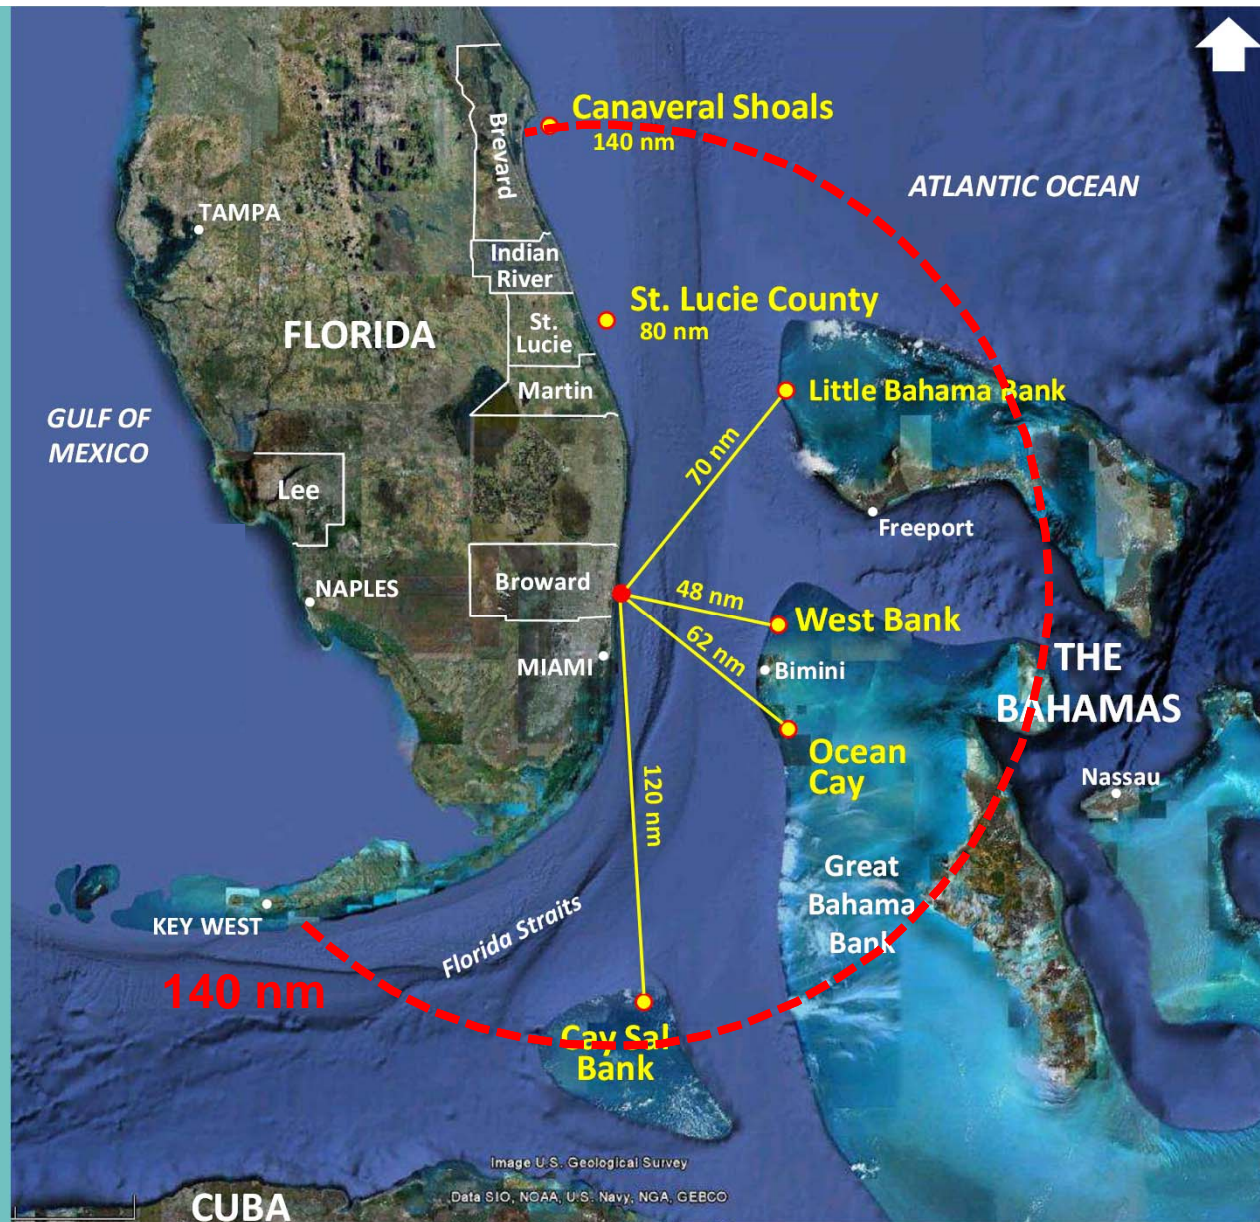 Canaveral Shoals
140 nm
Brevard
ATLANTIC OCEAN
TAMPA
Indian
River
St. Lucie County
80 nm
St.
Lucie
FLORIDA
Martin
Little Bahama Bank
GULF OF
MEXICO
70 nm
Lee
Freeport
Broward
NAPLES
48 nm
West Bank
62 nm
MIAMI
Bimini
THE
BAHAMAS
Ocean
Cay
120 nm
Nassau
Great
Bahama
Bank
KEY WEST
Florida Straits
140 nm
Cay Sal
Bank
Image U.S. Geological Survey
Data SIO, NOAA, U.S. Navy, NGA, GEBCO
CUBA